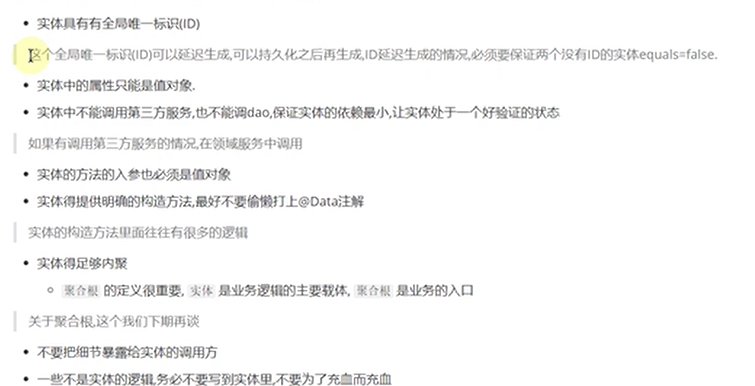 实体具有有全局唯一标识(ID)
这个全局唯一标识(ID)可以延迟生成,可以持久化之后再生成,ID延迟生成的情况,必须要保证两个没有ID的实体equals=false.
实体中的属性只能是值对象.
实体中不能调用第三方服务,也不能调dao,保证实体的依赖最小,让实体处于一个好验证的状态
如果有调用第三方服务的情况,在领域服务中调用
实体的方法的入参也必须是值对象
实体得提供明确的构造方法,最好不要偷懒打上@Data注解
实体的构造方法里面往往有很多的逻辑
实体得足够内聚
聚合根 的定义很重要, 实体 是业务逻辑的主要载体, 聚合根 是业务的入口
关于聚合根,这个我们下期再谈
不要把细节暴露给实体的调用方
一些不是实体的逻辑,务必不要写到实体里,不要为了充血而充血